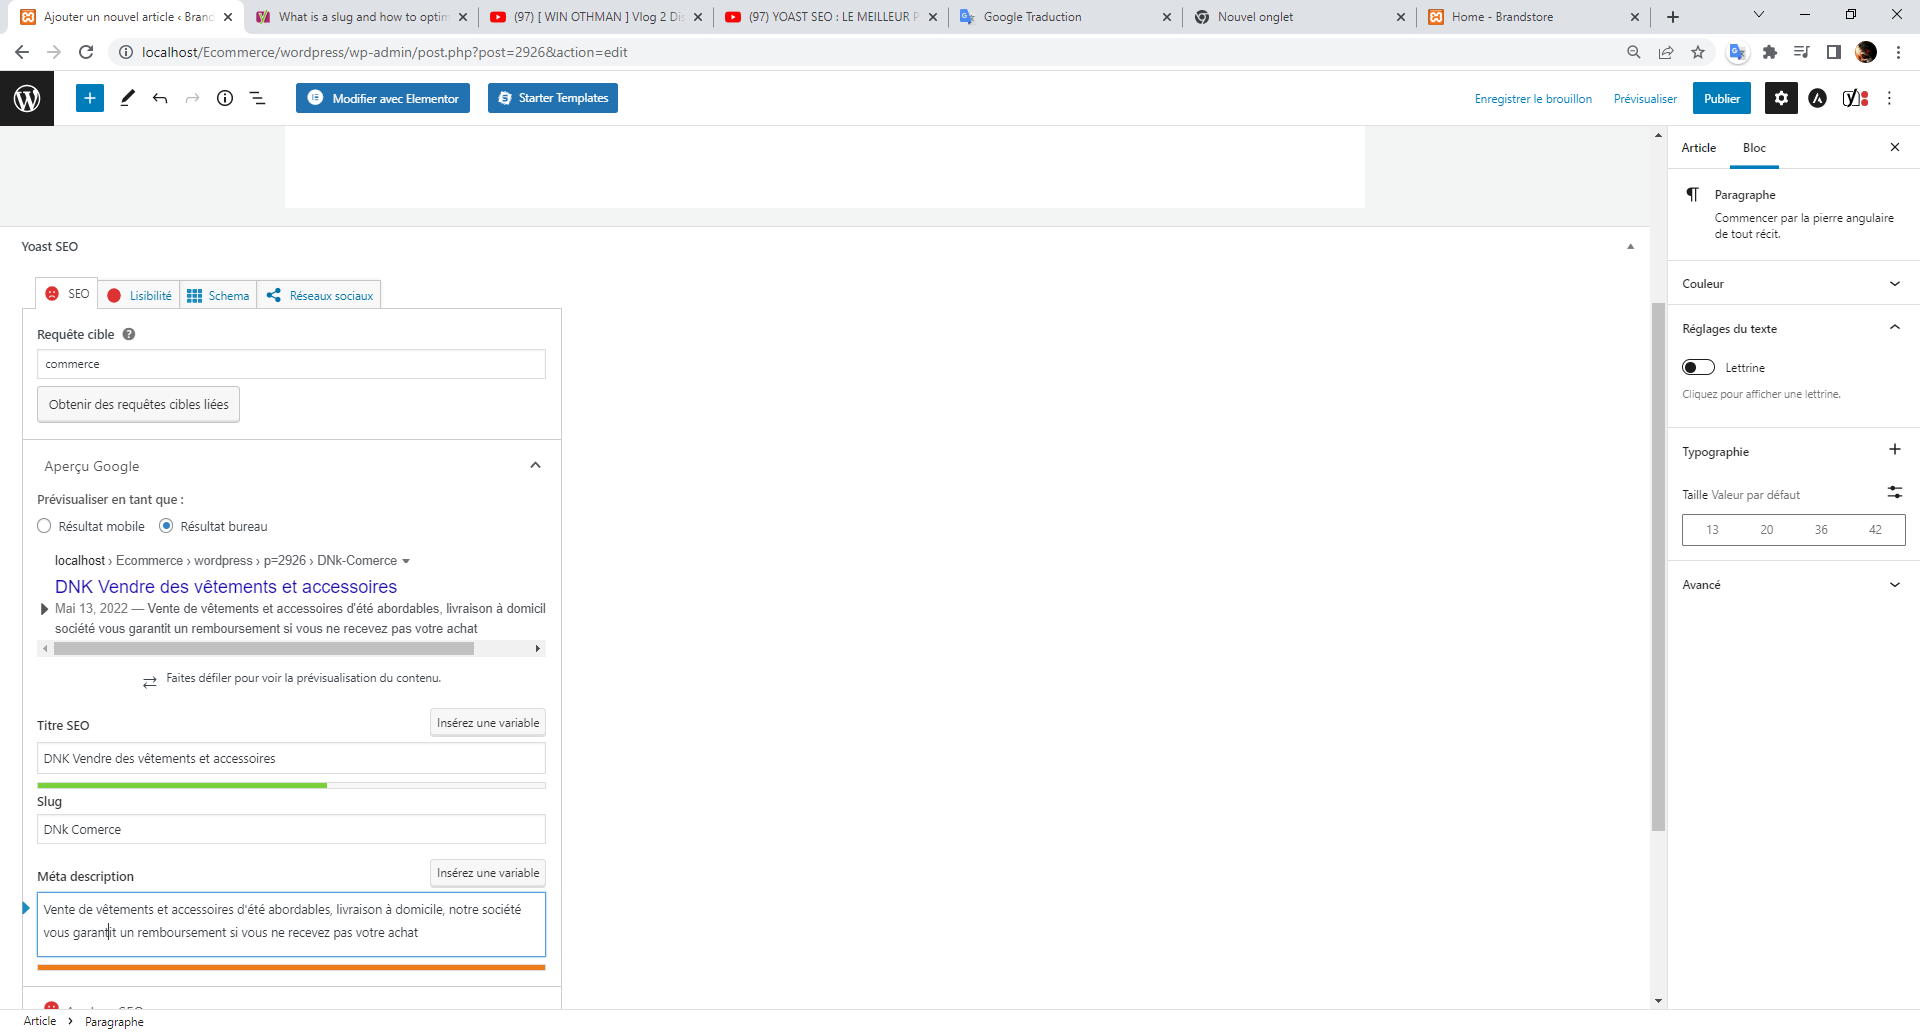 Ajouter un nouvel article ‹ Brand
What is a slug and how to optim
(97) [ WIN OTHMAN ] Vlog 2 Dis
(97) YOAST SEO : LE MEILLEUR P
Google Traduction
Nouvel onglet
Home - Brandstore
localhost/Ecommerce/wordpress/wp-admin/post.php?post=2926&action=edit
Modifier avec Elementor
Starter Templates
Enregistrer le brouillon
Prévisualiser
Publier
Article
Bloc
Paragraphe
Commencer par la pierre angulaire
de tout récit.
Couleur
Réglages du texte
Lettrine
Cliquez pour afficher une lettrine.
Typographie
Taille Valeur par défaut
13 20 36 42
Avancé
Yoast SEO
SEO
Lisibilité
Schema
Réseaux sociaux
Requête cible
commerce
Obtenir des requêtes cibles liées
Aperçu Google
Prévisualiser en tant que :
Résultat mobile
Résultat bureau
localhost › Ecommerce › wordpress › p=2926 › DNk-Comerce
DNK Vendre des vêtements et accessoires
Mai 13, 2022 — Vente de vêtements et accessoires d'été abordables, livraison à domicil
société vous garantit un remboursement si vous ne recevez pas votre achat
Faites défiler pour voir la prévisualisation du contenu.
Titre SEO
Insérez une variable
DNK Vendre des vêtements et accessoires
Slug
DNk Comerce
Méta description
Insérez une variable
Vente de vêtements et accessoires d'été abordables, livraison à domicile, notre société
vous garantit un remboursement si vous ne recevez pas votre achat
Article › Paragraphe